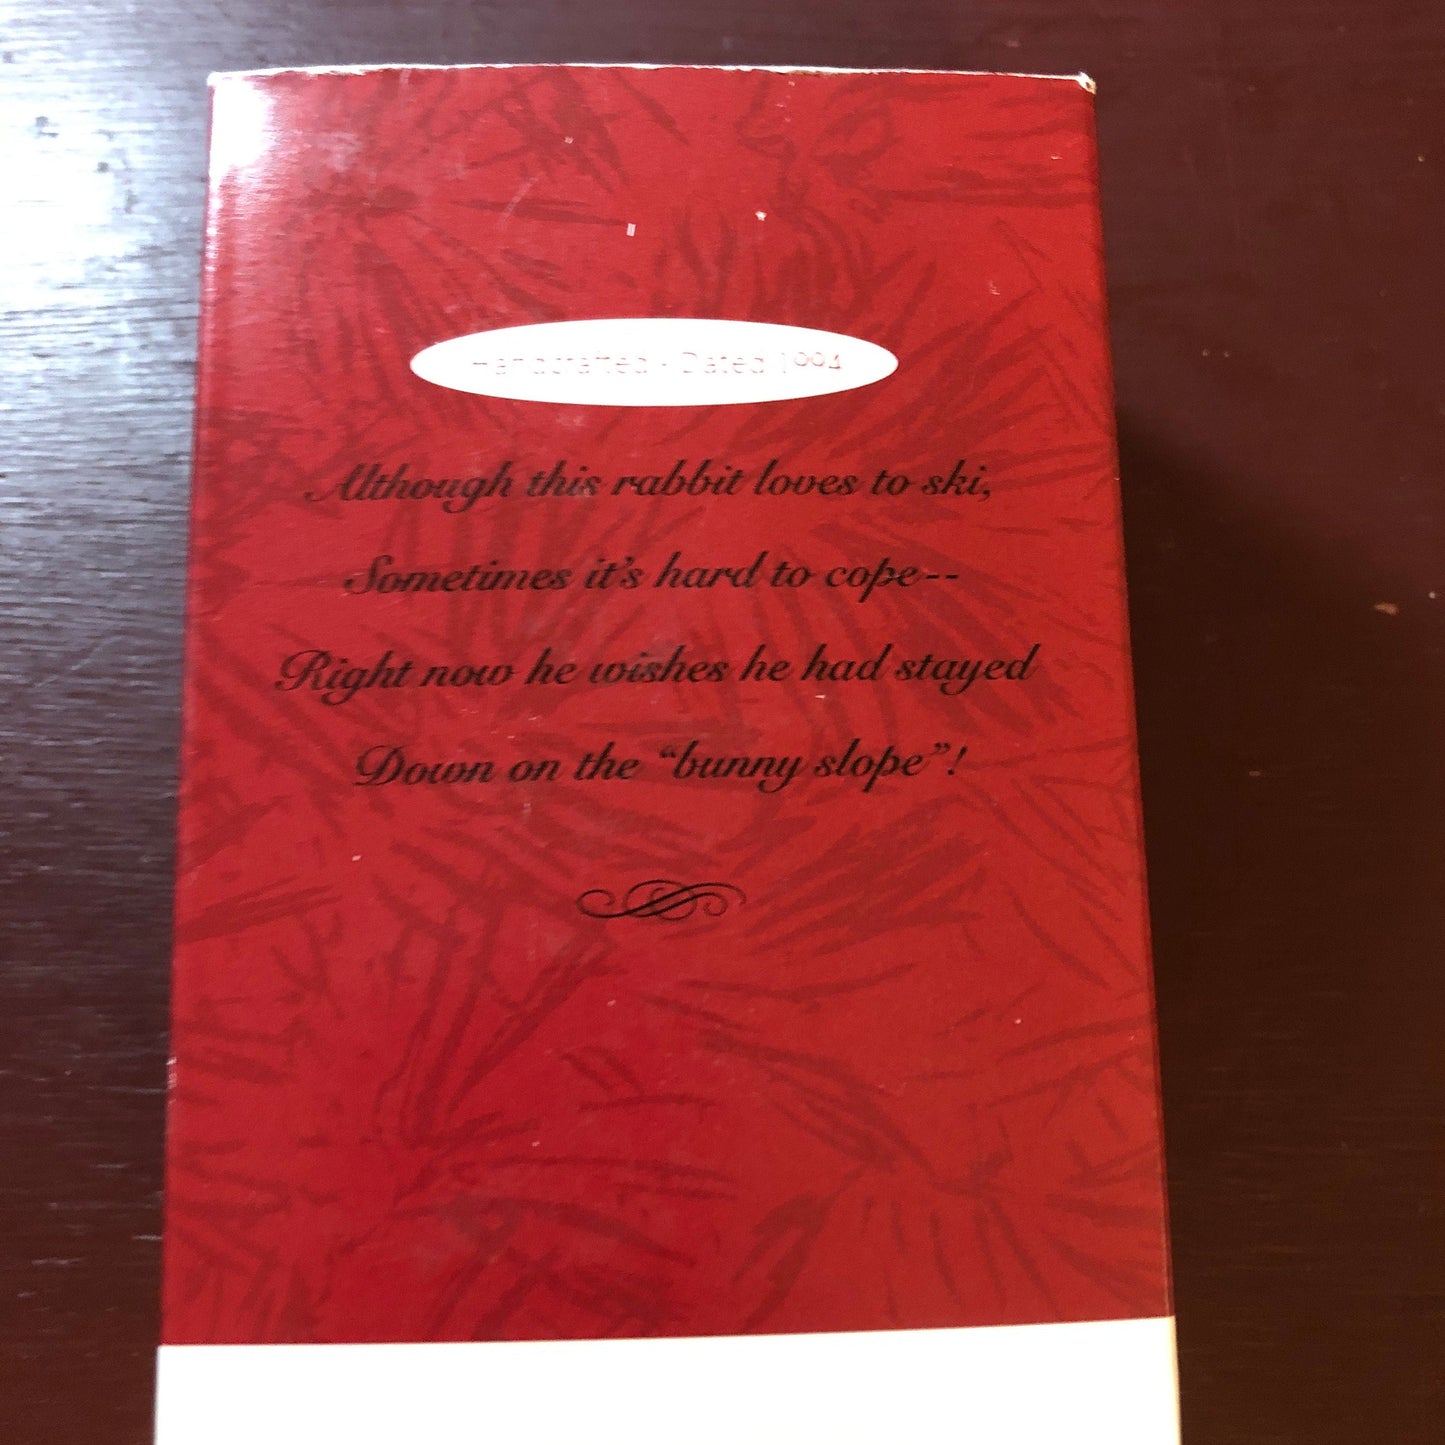 Handcrafted · Dated 1994
Although this rabbit loves to ski,
Sometimes it's hard to cope--
Right now he wishes he had stayed
Down on the “bunny slope”!